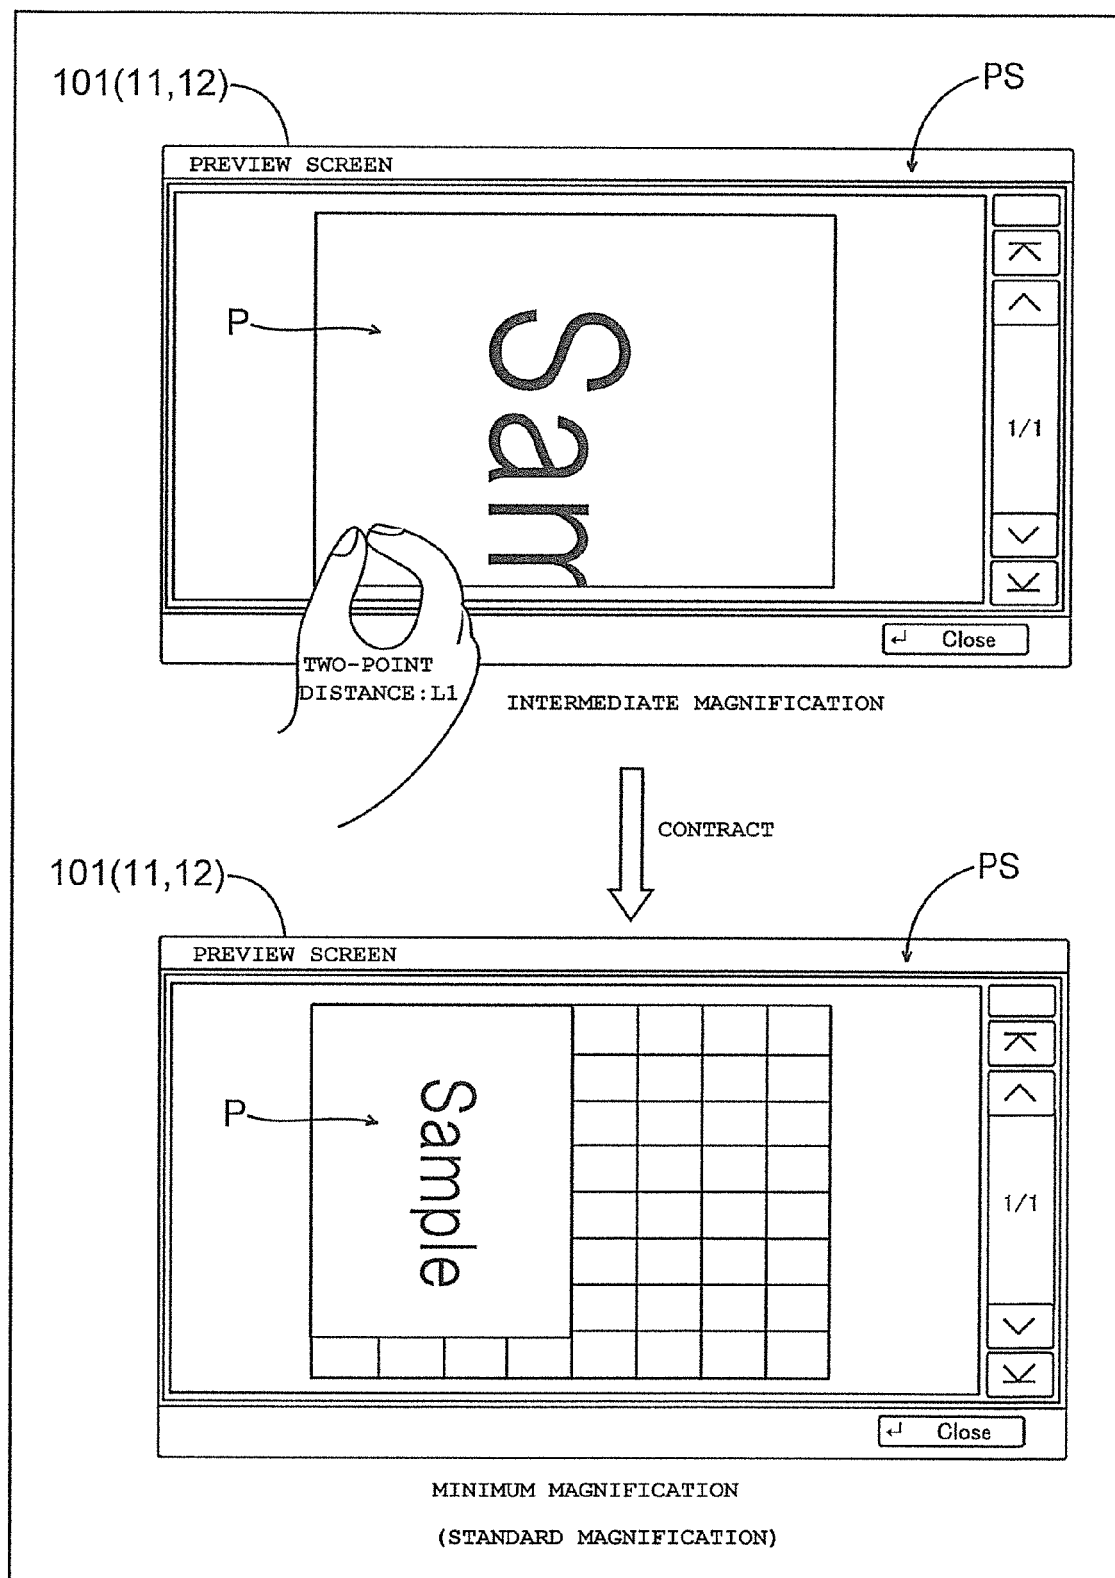 101(11,12)
PS
PREVIEW SCREEN
P
Sam
1/1
Close
TWO-POINT
DISTANCE:L1
INTERMEDIATE MAGNIFICATION
CONTRACT
101(11,12)
PS
PREVIEW SCREEN
P
Sample
1/1
Close
MINIMUM MAGNIFICATION
(STANDARD MAGNIFICATION)